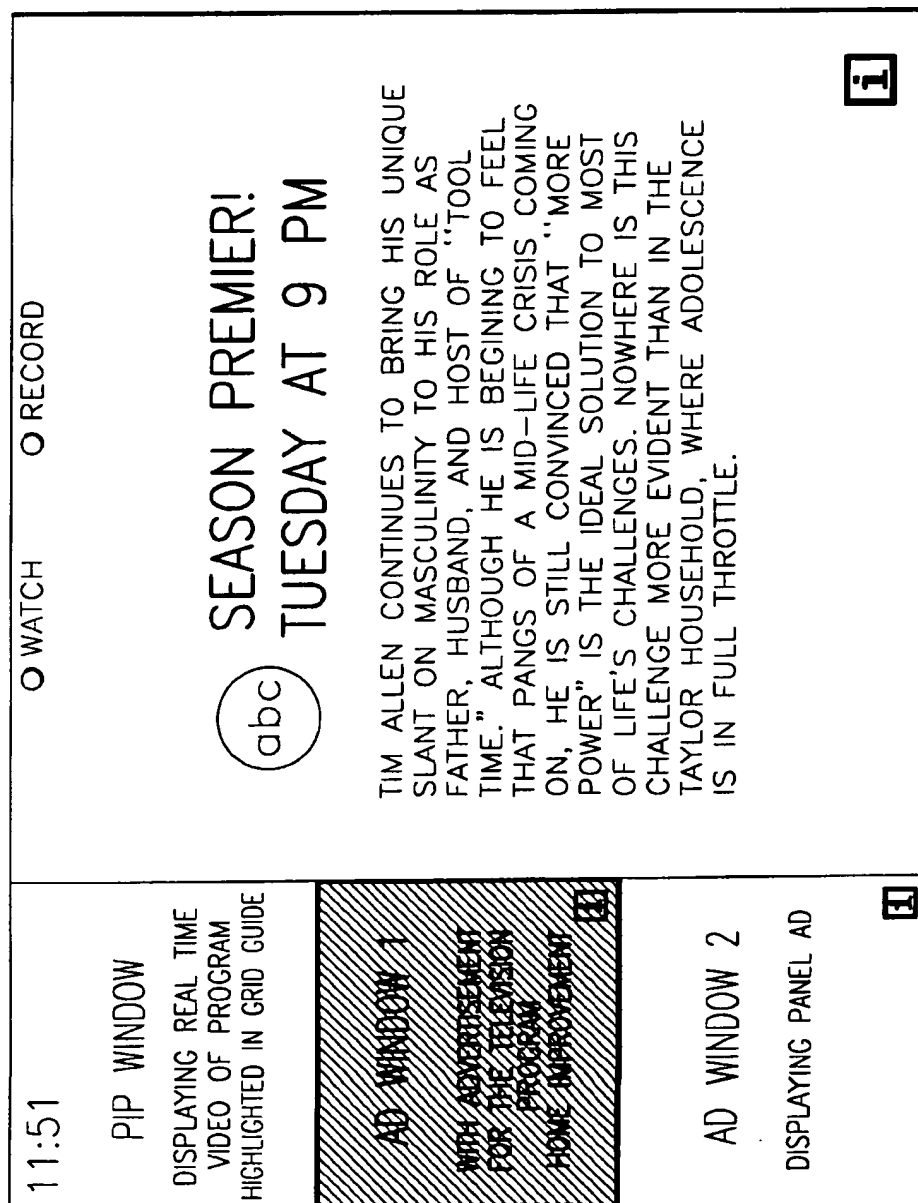 11:51
PIP WINDOW
DISPLAYING REAL TIME
VIDEO OF PROGRAM
HIGHLIGHTED IN GRID GUIDE
AD WINDOW 1
WITH ADVERTISEMENT
FOR THE TELEVISION
PROGRAM
HOME IMPROVEMENT
i
AD WINDOW 2
DISPLAYING PANEL AD
i
WATCH
RECORD
abc
SEASON PREMIER!
TUESDAY AT 9 PM
TIM ALLEN CONTINUES TO BRING HIS UNIQUE
SLANT ON MASCULINITY TO HIS ROLE AS
FATHER, HUSBAND, AND HOST OF "TOOL
TIME." ALTHOUGH HE IS BEGINING TO FEEL
THAT PANGS OF A MID-LIFE CRISIS COMING
ON, HE IS STILL CONVINCED THAT "MORE
POWER" IS THE IDEAL SOLUTION TO MOST
OF LIFE'S CHALLENGES. NOWHERE IS THIS
CHALLENGE MORE EVIDENT THAN IN THE
TAYLOR HOUSEHOLD, WHERE ADOLESCENCE
IS IN FULL THROTTLE.
i